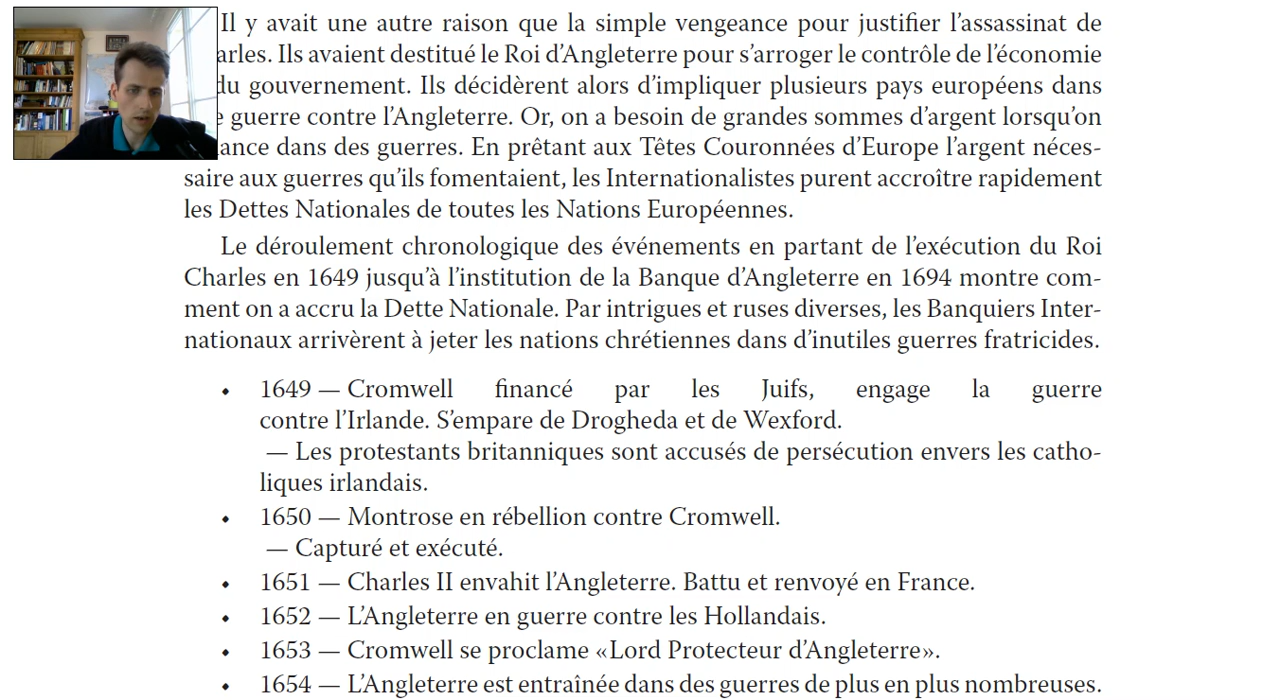 Il y avait une autre raison que la simple vengeance pour justifier l'assassinat de
arles. Ils avaient destitué le Roi d'Angleterre pour s'arroger le contrôle de l'économie
du gouvernement. Ils décidèrent alors d'impliquer plusieurs pays européens dans
e guerre contre l'Angleterre. Or, on a besoin de grandes sommes d'argent lorsqu'on
ance dans des guerres. En prêtant aux Têtes Couronnées d'Europe l'argent néces-
saire aux guerres qu'ils fomentaient, les Internationalistes purent accroître rapidement
les Dettes Nationales de toutes les Nations Européennes.
Le déroulement chronologique des événements en partant de l'exécution du Roi
Charles en 1649 jusqu'à l'institution de la Banque d'Angleterre en 1694 montre com-
ment on a accru la Dette Nationale. Par intrigues et ruses diverses, les Banquiers Inter-
nationaux arrivèrent à jeter les nations chrétiennes dans d'inutiles guerres fratricides.
• 1649 — Cromwell financé par les Juifs, engage la guerre
contre l'Irlande. S'empare de Drogheda et de Wexford.
— Les protestants britanniques sont accusés de persécution envers les catho-
liques irlandais.
• 1650 — Montrose en rébellion contre Cromwell.
— Capturé et exécuté.
• 1651 — Charles II envahit l'Angleterre. Battu et renvoyé en France.
• 1652 — L'Angleterre en guerre contre les Hollandais.
• 1653 — Cromwell se proclame «Lord Protecteur d'Angleterre».
• 1654 — L'Angleterre est entraînée dans des guerres de plus en plus nombreuses.